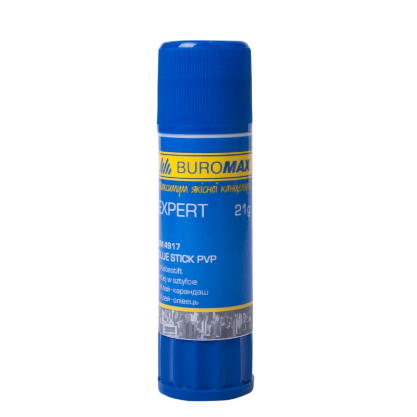 BUROMAX
максимум якісної канцелярії
EXPERT 21g
BM.4917
GLUE STICK PVP
Klebestift
Klej w sztyfcie
Клей-карандаш
Клей-олівець